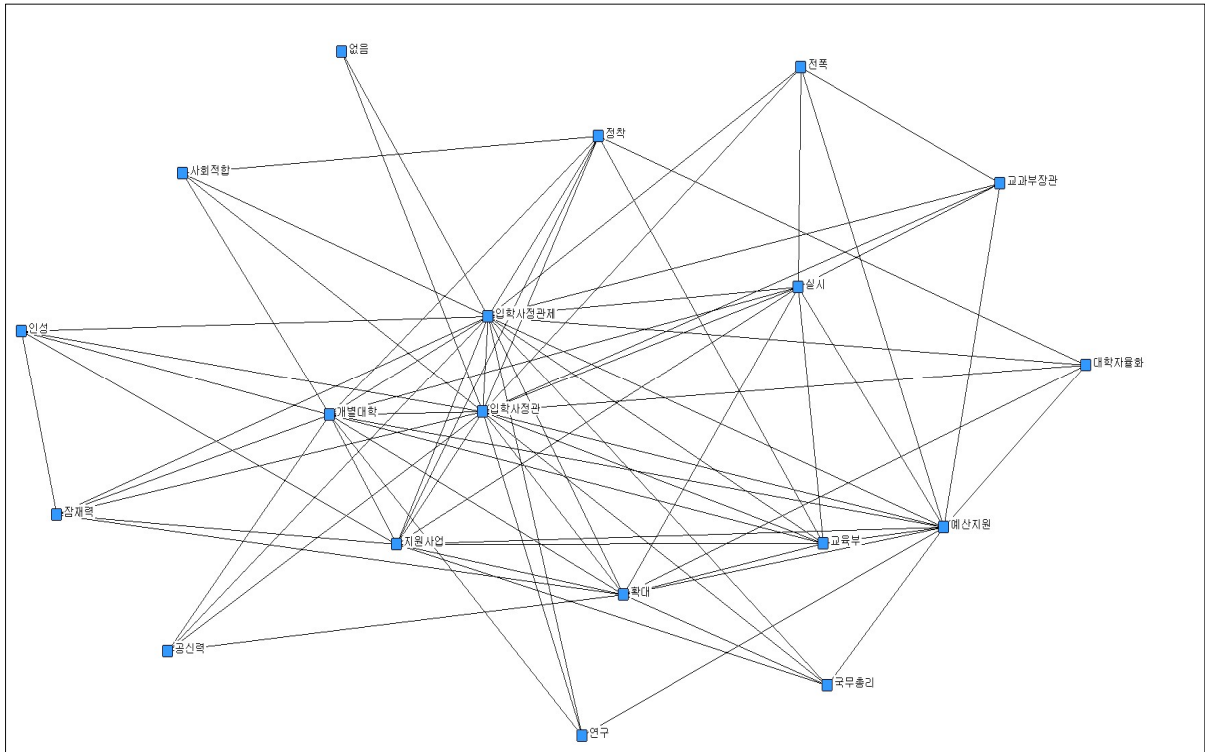 없음
전폭
정착
사회적합
교과부장관
실시
입학사정관제
인성
대학자율화
개별대학
입학사정관
잠재력
예산지원
지원사업
교육부
확대
공신력
국무총리
연구